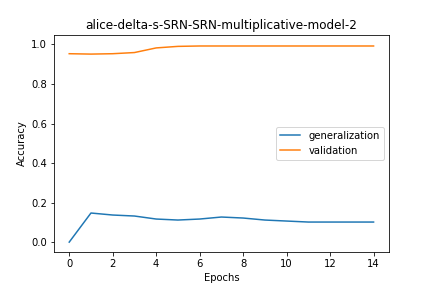 alice-delta-s-SRN-SRN-multiplicative-model-2
1.0
0.8
0.6
0.4
0.2
0.0
Accuracy
generalization
validation
0 2 4 6 8 10 12 14
Epochs